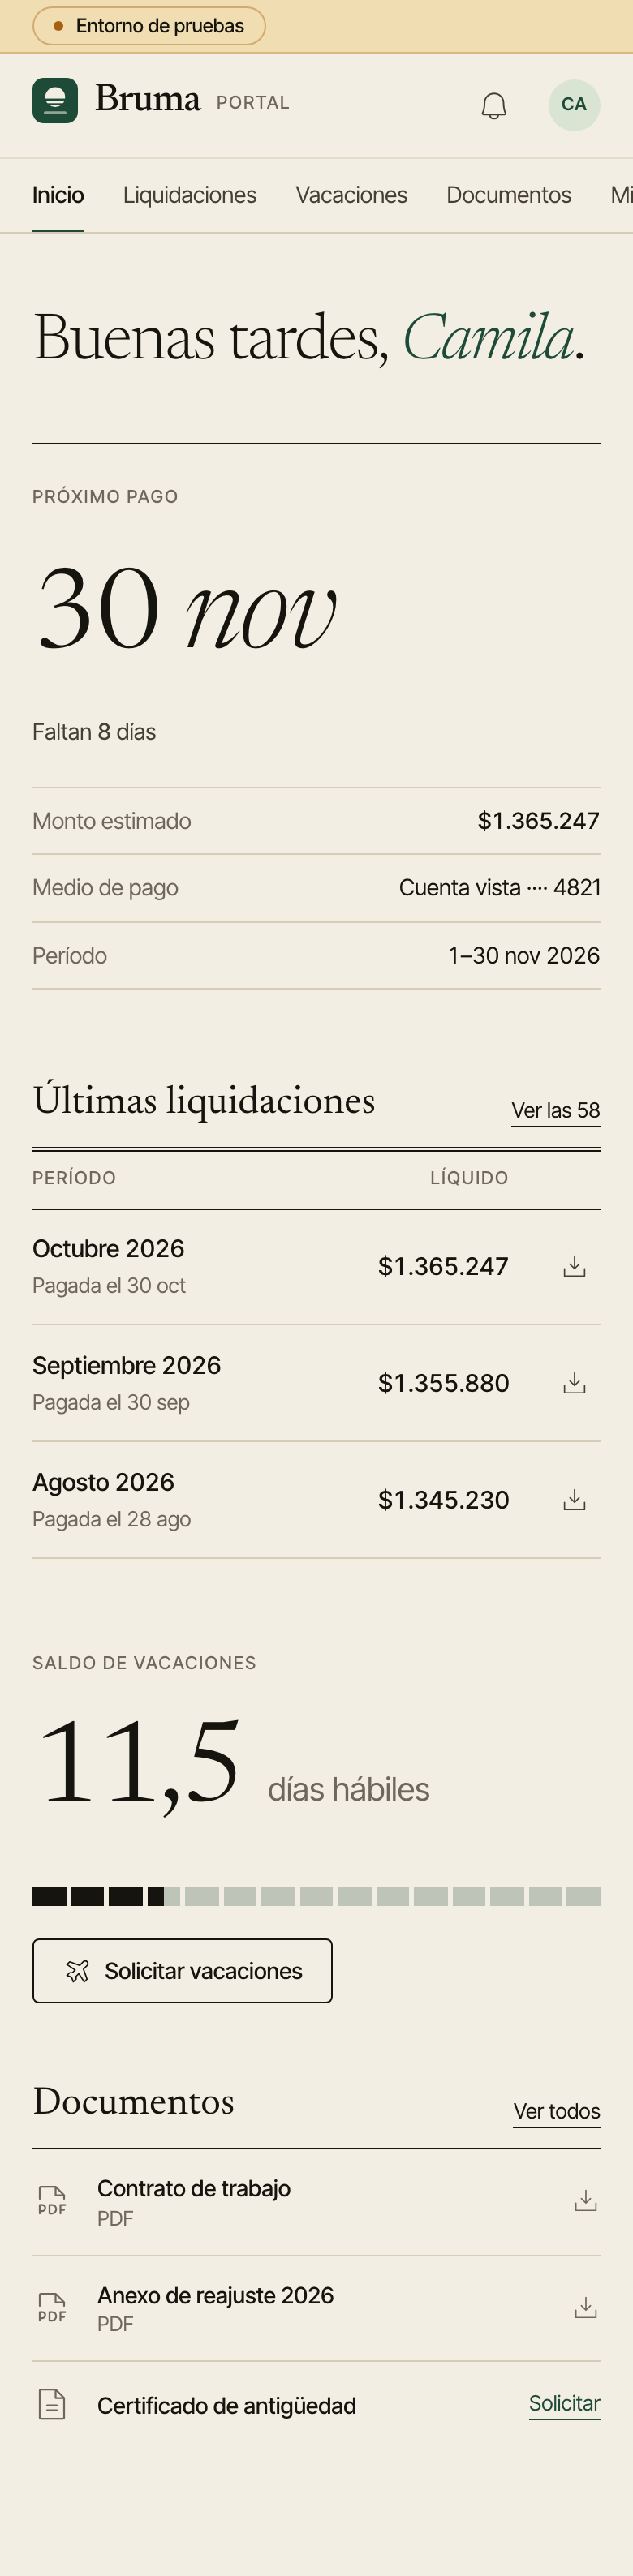 Entorno de pruebas
Bruma PORTAL
CA
Inicio Liquidaciones Vacaciones Documentos Mi
Buenas tardes, Camila.
PRÓXIMO PAGO
30 nov
Faltan 8 días
Monto estimado $1.365.247
Medio de pago Cuenta vista ···· 4821
Período 1–30 nov 2026
Últimas liquidaciones Ver las 58
PERÍODO LÍQUIDO
Octubre 2026
Pagada el 30 oct
$1.365.247
Septiembre 2026
Pagada el 30 sep
$1.355.880
Agosto 2026
Pagada el 28 ago
$1.345.230
SALDO DE VACACIONES
11,5 días hábiles
Solicitar vacaciones
Documentos Ver todos
PDF
Contrato de trabajo
PDF
PDF
Anexo de reajuste 2026
PDF
Certificado de antigüedad Solicitar